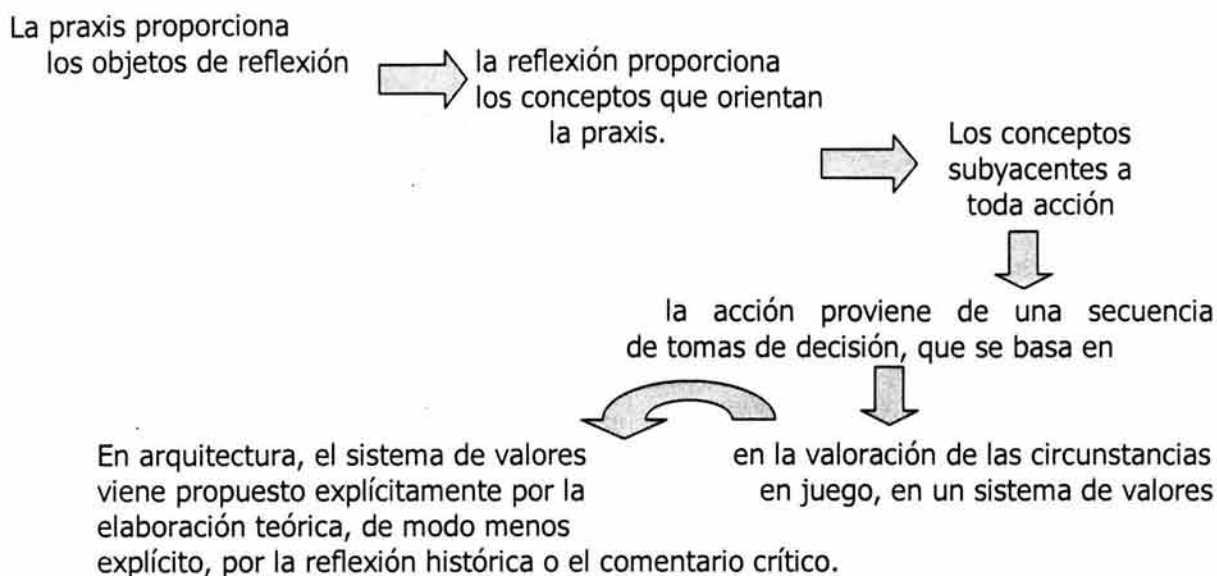 La praxis proporciona
los objetos de reflexión
la reflexión proporciona
los conceptos que orientan
la praxis.
Los conceptos
subyacentes a
toda acción
la acción proviene de una secuencia
de tomas de decisión, que se basa en
en la valoración de las circunstancias
en juego, en un sistema de valores
En arquitectura, el sistema de valores
viene propuesto explícitamente por la
elaboración teórica, de modo menos
explícito, por la reflexión histórica o el comentario crítico.